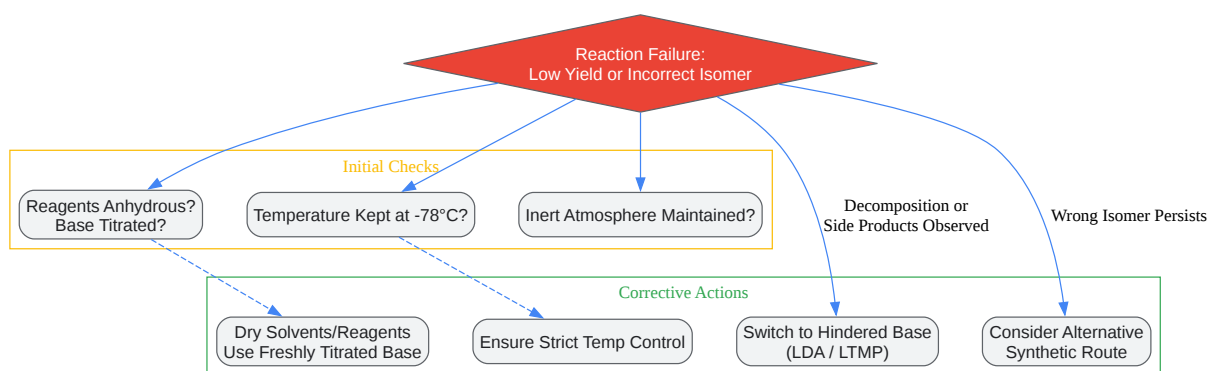 Reaction Failure:
Low Yield or Incorrect Isomer
Initial Checks
Reagents Anhydrous?
Base Titrated?
Temperature Kept at -78°C?
Inert Atmosphere Maintained?
Decomposition or
Side Products Observed
Wrong Isomer Persists
Corrective Actions
Dry Solvents/Reagents
Use Freshly Titrated Base
Ensure Strict Temp Control
Switch to Hindered Base
(LDA / LTMP)
Consider Alternative
Synthetic Route